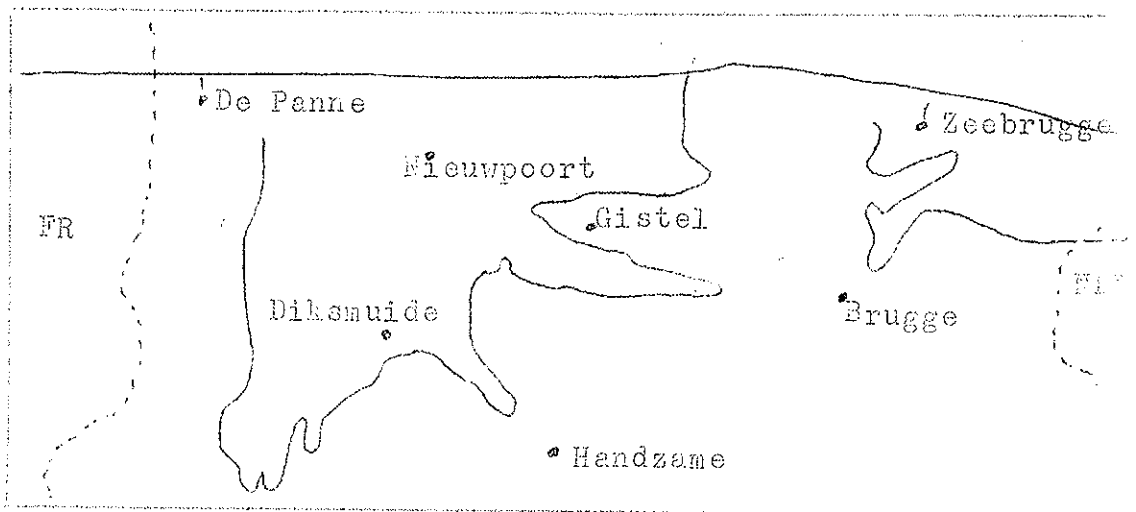 De Panne
Zeebrugge
Nieuwpoort
FR
Gistel
Diksmuide
Brugge
Handzame